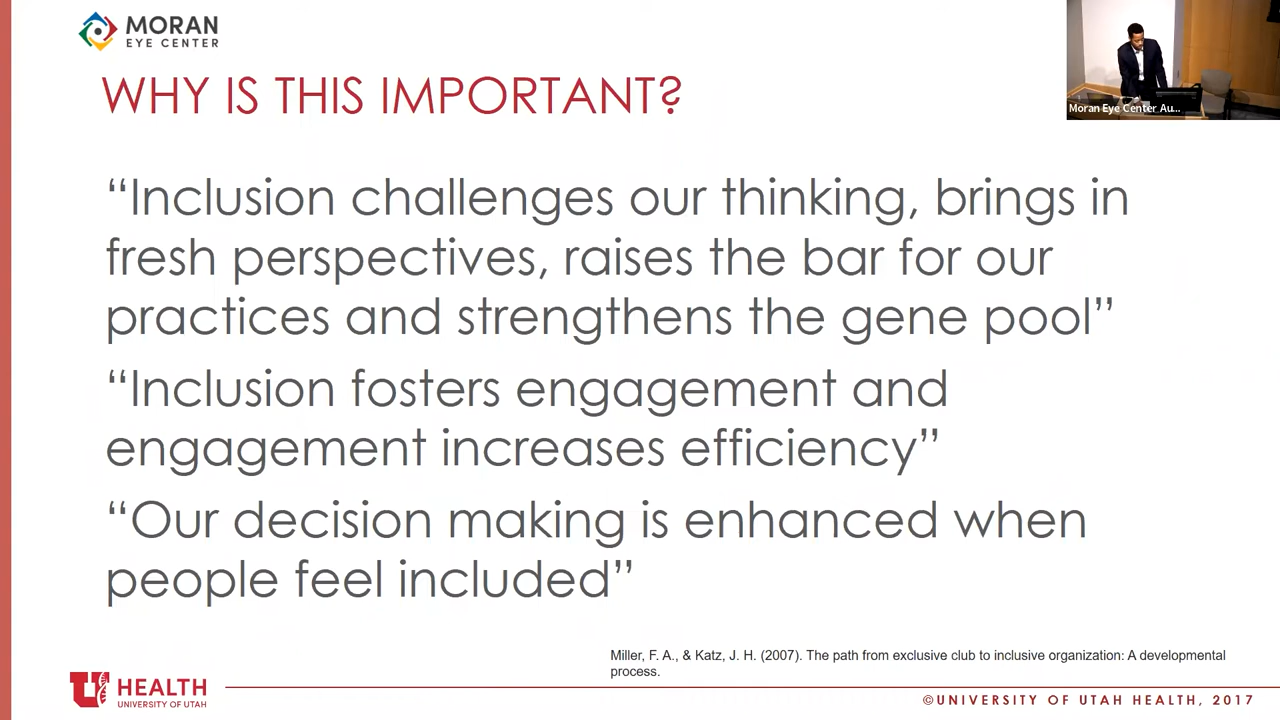 MORAN
EYE CENTER
Moran Eye Center Au...
WHY IS THIS IMPORTANT?
“Inclusion challenges our thinking, brings in
fresh perspectives, raises the bar for our
practices and strengthens the gene pool”
“Inclusion fosters engagement and
engagement increases efficiency”
“Our decision making is enhanced when
people feel included”
Miller, F. A., & Katz, J. H. (2007). The path from exclusive club to inclusive organization: A developmental
process.
U HEALTH
UNIVERSITY OF UTAH
©UNIVERSITY OF UTAH HEALTH, 2017